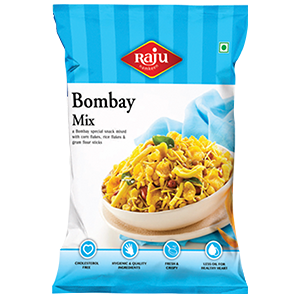 RAJU
Bombay
Mix
a Bombay special snack mixed
with corn flakes, rice flakes &
gram flour sticks
CHOLESTEROL
FREE
HYGIENIC & QUALITY
INGREDIENTS
FRESH &
CRISPY
LESS OIL FOR
HEALTHY HEART